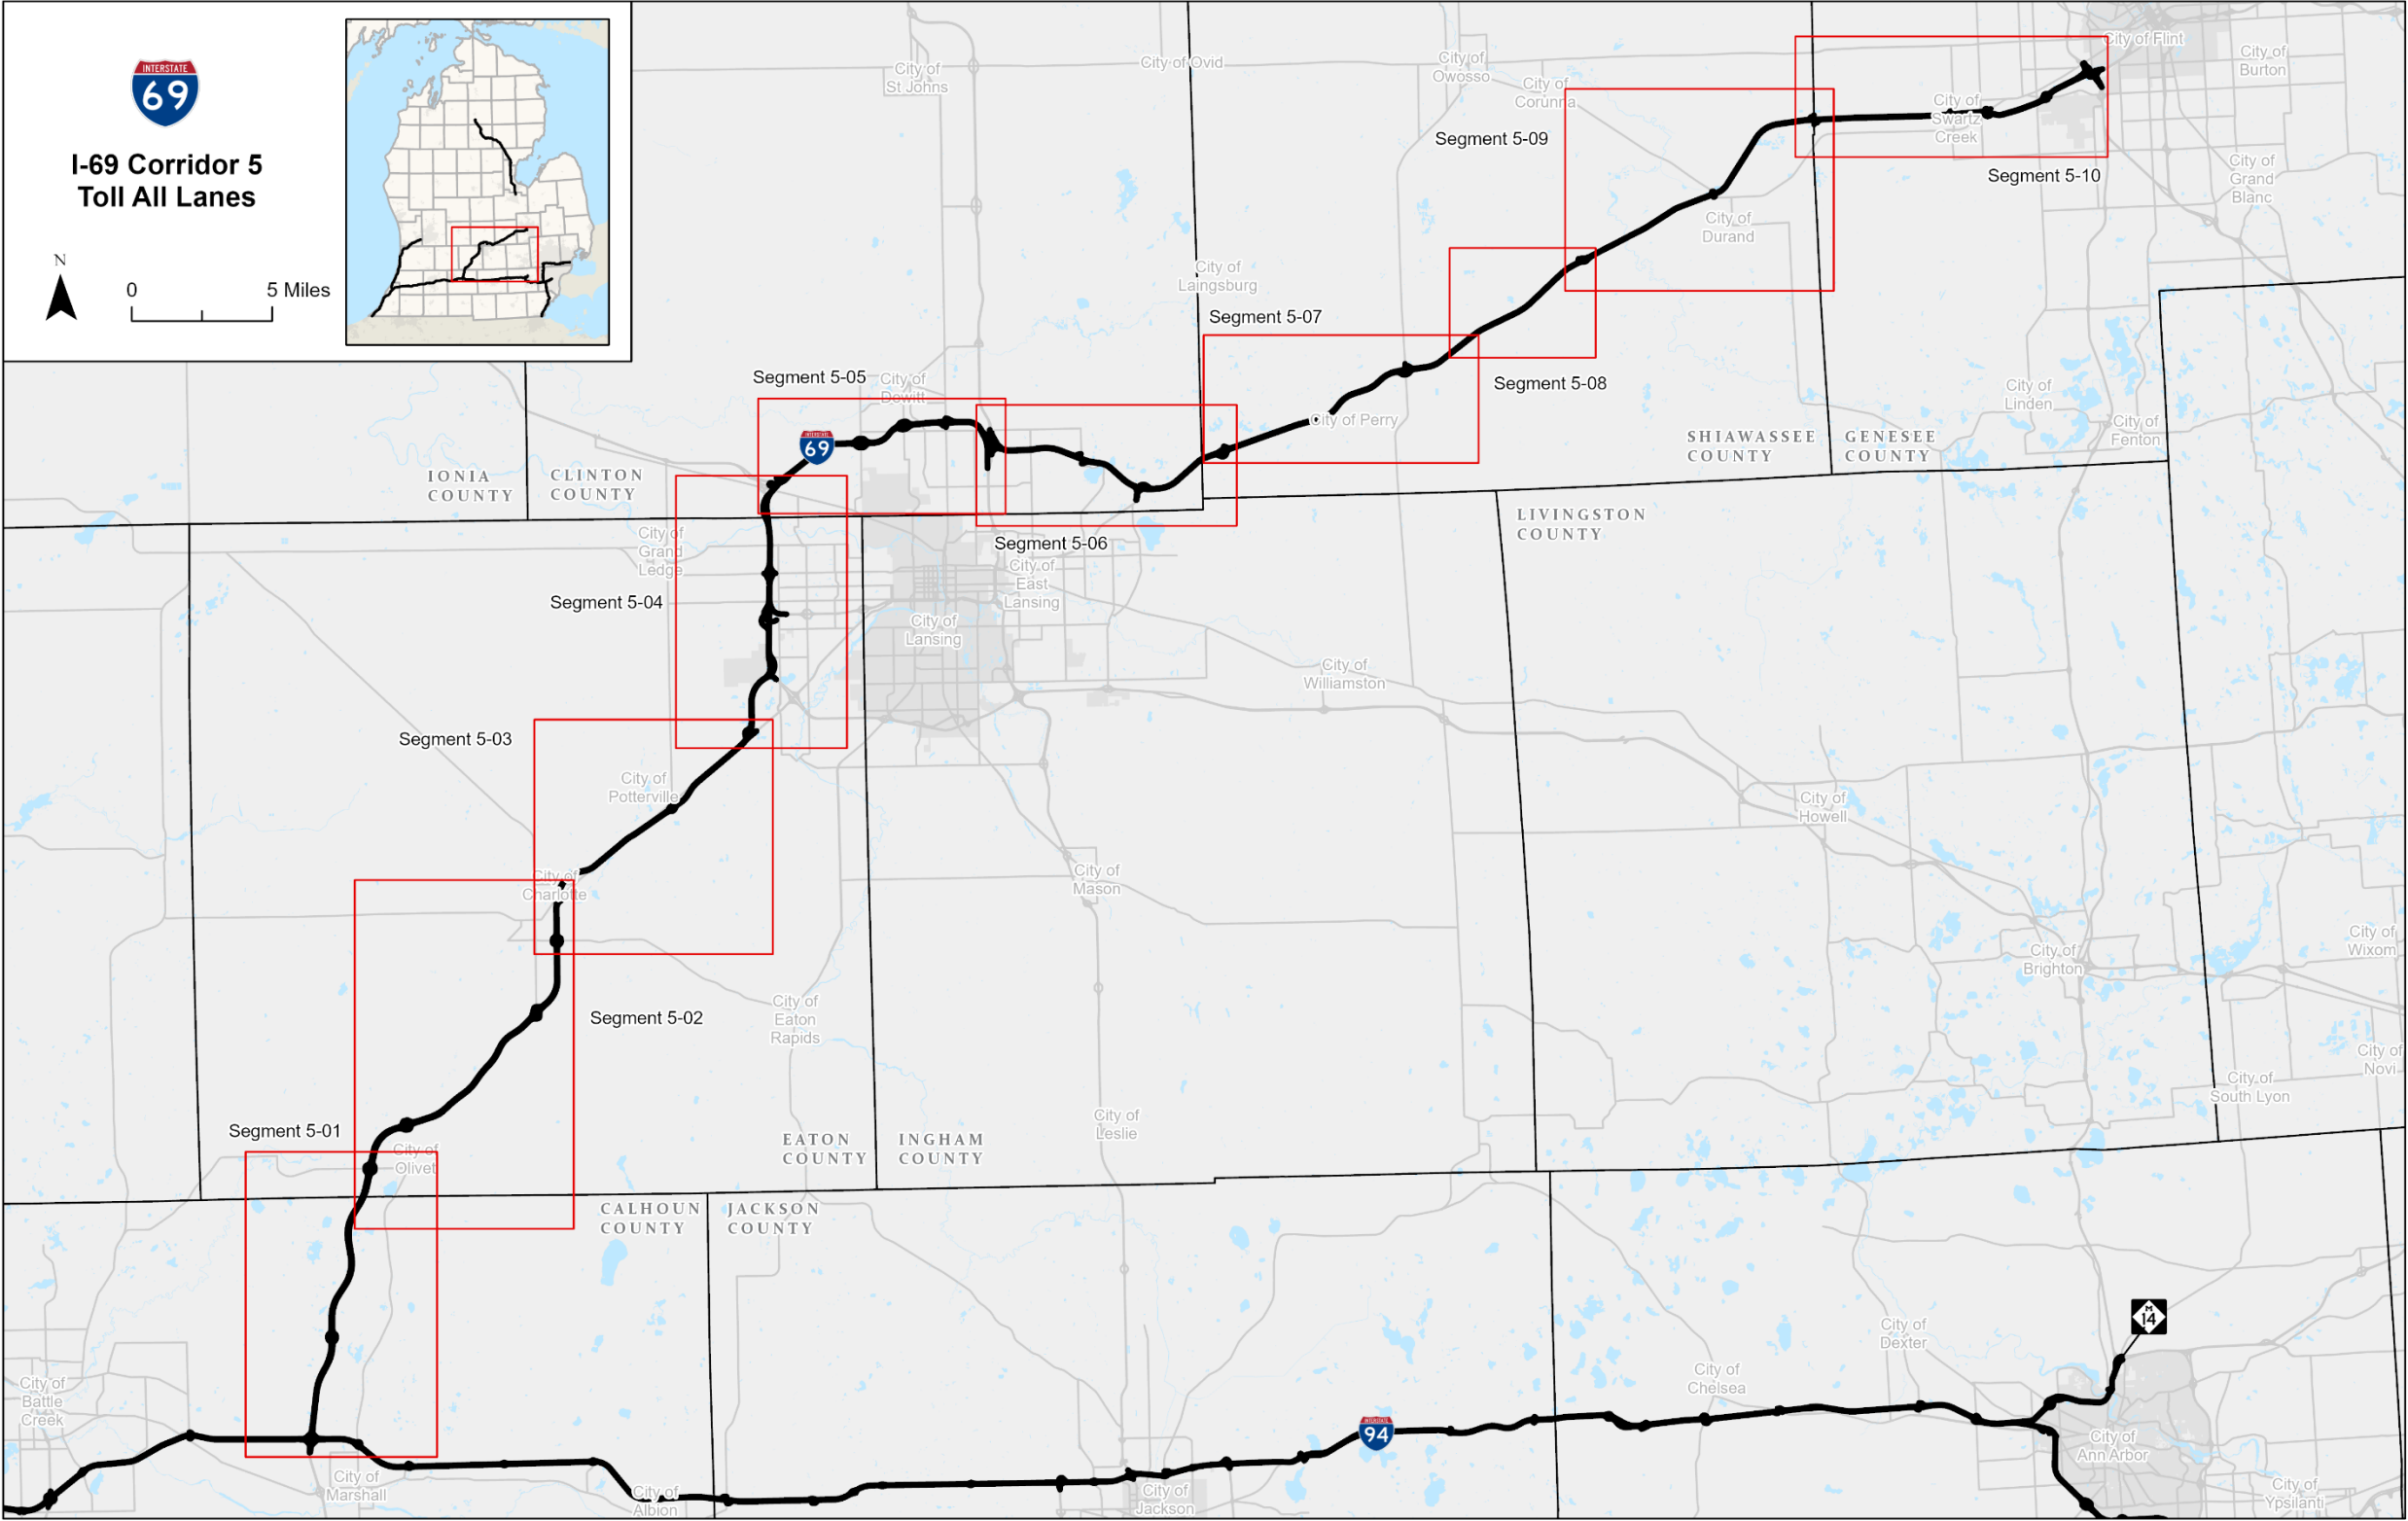 INTERSTATE
69
I-69 Corridor 5
Toll All Lanes
N
0
5 Miles
City of
St Johns
City of Ovid
City of
Owosso
City of
Corunna
City of Flint
City of
Burton
Segment 5-09
City of
Swartz
Creek
Segment 5-10
City of
Grand
Blanc
City of
Durand
City of
Laingsburg
Segment 5-07
Segment 5-05
City of
Dewitt
Segment 5-08
City of
Linden
City of Perry
City of
Fenton
INTERSTATE
69
SHIAWASSEE
COUNTY
GENESEE
COUNTY
IONIA
COUNTY
CLINTON
COUNTY
LIVINGSTON
COUNTY
City of
Grand
Ledge
Segment 5-06
City of
East
Lansing
Segment 5-04
City of
Lansing
City of
Williamston
Segment 5-03
City of
Potterville
City of
Howell
City of
Charlotte
City of
Mason
City of
Wixom
City of
Brighton
Segment 5-02
City of
Eaton
Rapids
City of
Novi
City of
South Lyon
Segment 5-01
City of
Olivet
EATON
COUNTY
INGHAM
COUNTY
City of
Leslie
CALHOUN
COUNTY
JACKSON
COUNTY
M
14
City of
Dexter
City of
Chelsea
City of
Battle
Creek
INTERSTATE
94
City of
Ann Arbor
City of
Marshall
City of
Albion
City of
Jackson
City of
Ypsilanti